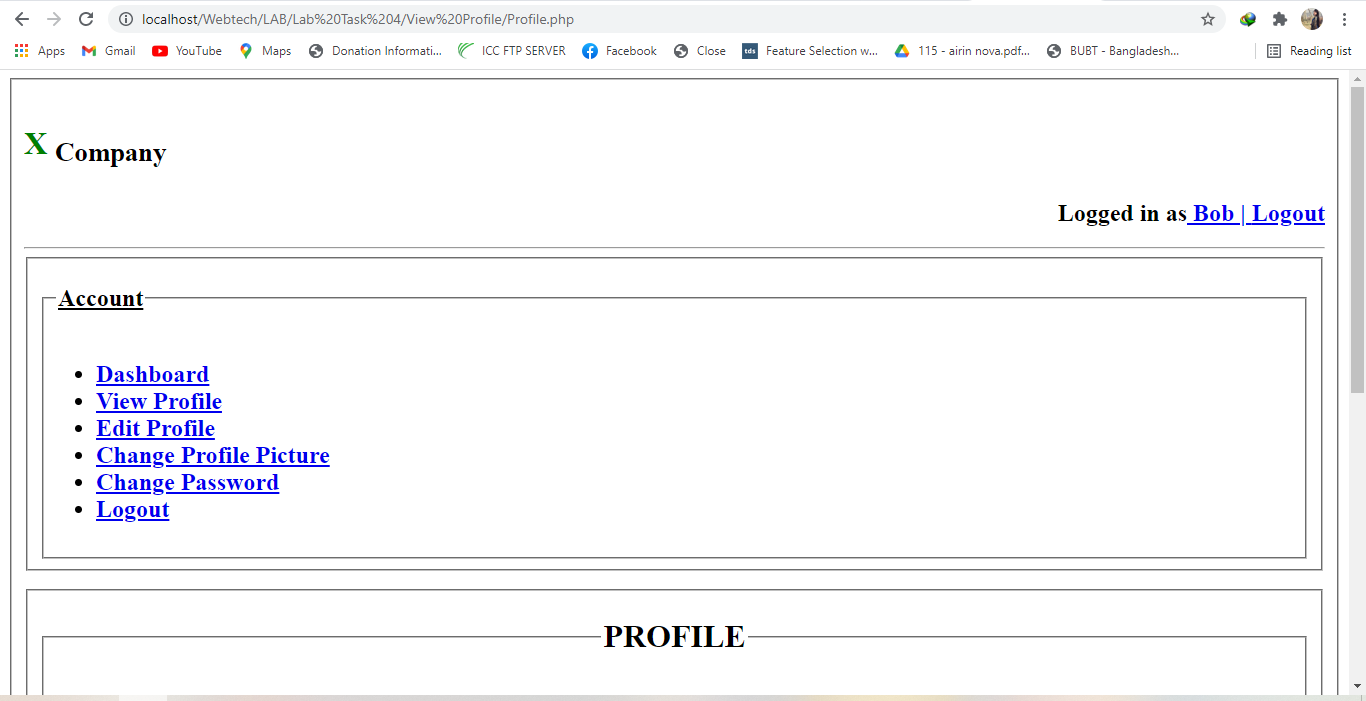 localhost/Webtech/LAB/Lab%20Task%204/View%20Profile/Profile.php
Apps Gmail YouTube Maps Donation Informati... ICC FTP SERVER Facebook Close tds Feature Selection w... 115 - airin nova.pdf... BUBT - Bangladesh... Reading list
X Company
Logged in as Bob | Logout
Account
• Dashboard
• View Profile
• Edit Profile
• Change Profile Picture
• Change Password
• Logout
PROFILE